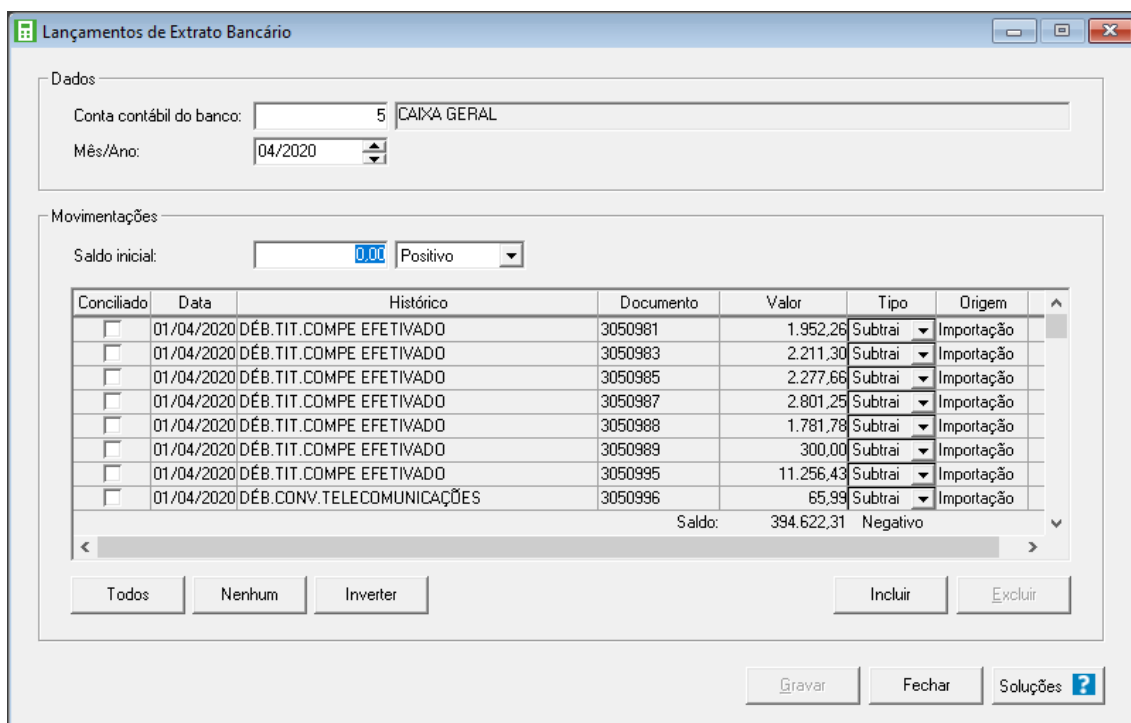 Lançamentos de Extrato Bancário
Dados
Conta contábil do banco: 5 CAIXA GERAL
Mês/Ano: 04/2020
Movimentações
Saldo inicial: 0,00 Positivo
Conciliado Data Histórico Documento Valor Tipo Origem
01/04/2020 DÉB.TIT.COMPE EFETIVADO 3050981 1.952,26 Subtrai Importação
01/04/2020 DÉB.TIT.COMPE EFETIVADO 3050983 2.211,30 Subtrai Importação
01/04/2020 DÉB.TIT.COMPE EFETIVADO 3050985 2.277,66 Subtrai Importação
01/04/2020 DÉB.TIT.COMPE EFETIVADO 3050987 2.801,25 Subtrai Importação
01/04/2020 DÉB.TIT.COMPE EFETIVADO 3050988 1.781,78 Subtrai Importação
01/04/2020 DÉB.TIT.COMPE EFETIVADO 3050989 300,00 Subtrai Importação
01/04/2020 DÉB.TIT.COMPE EFETIVADO 3050995 11.256,43 Subtrai Importação
01/04/2020 DÉB.CONV.TELECOMUNICAÇÕES 3050996 65,99 Subtrai Importação
Saldo: 394.622,31 Negativo
Todos Nenhum Inverter Incluir Excluir
Gravar Fechar Soluções ?